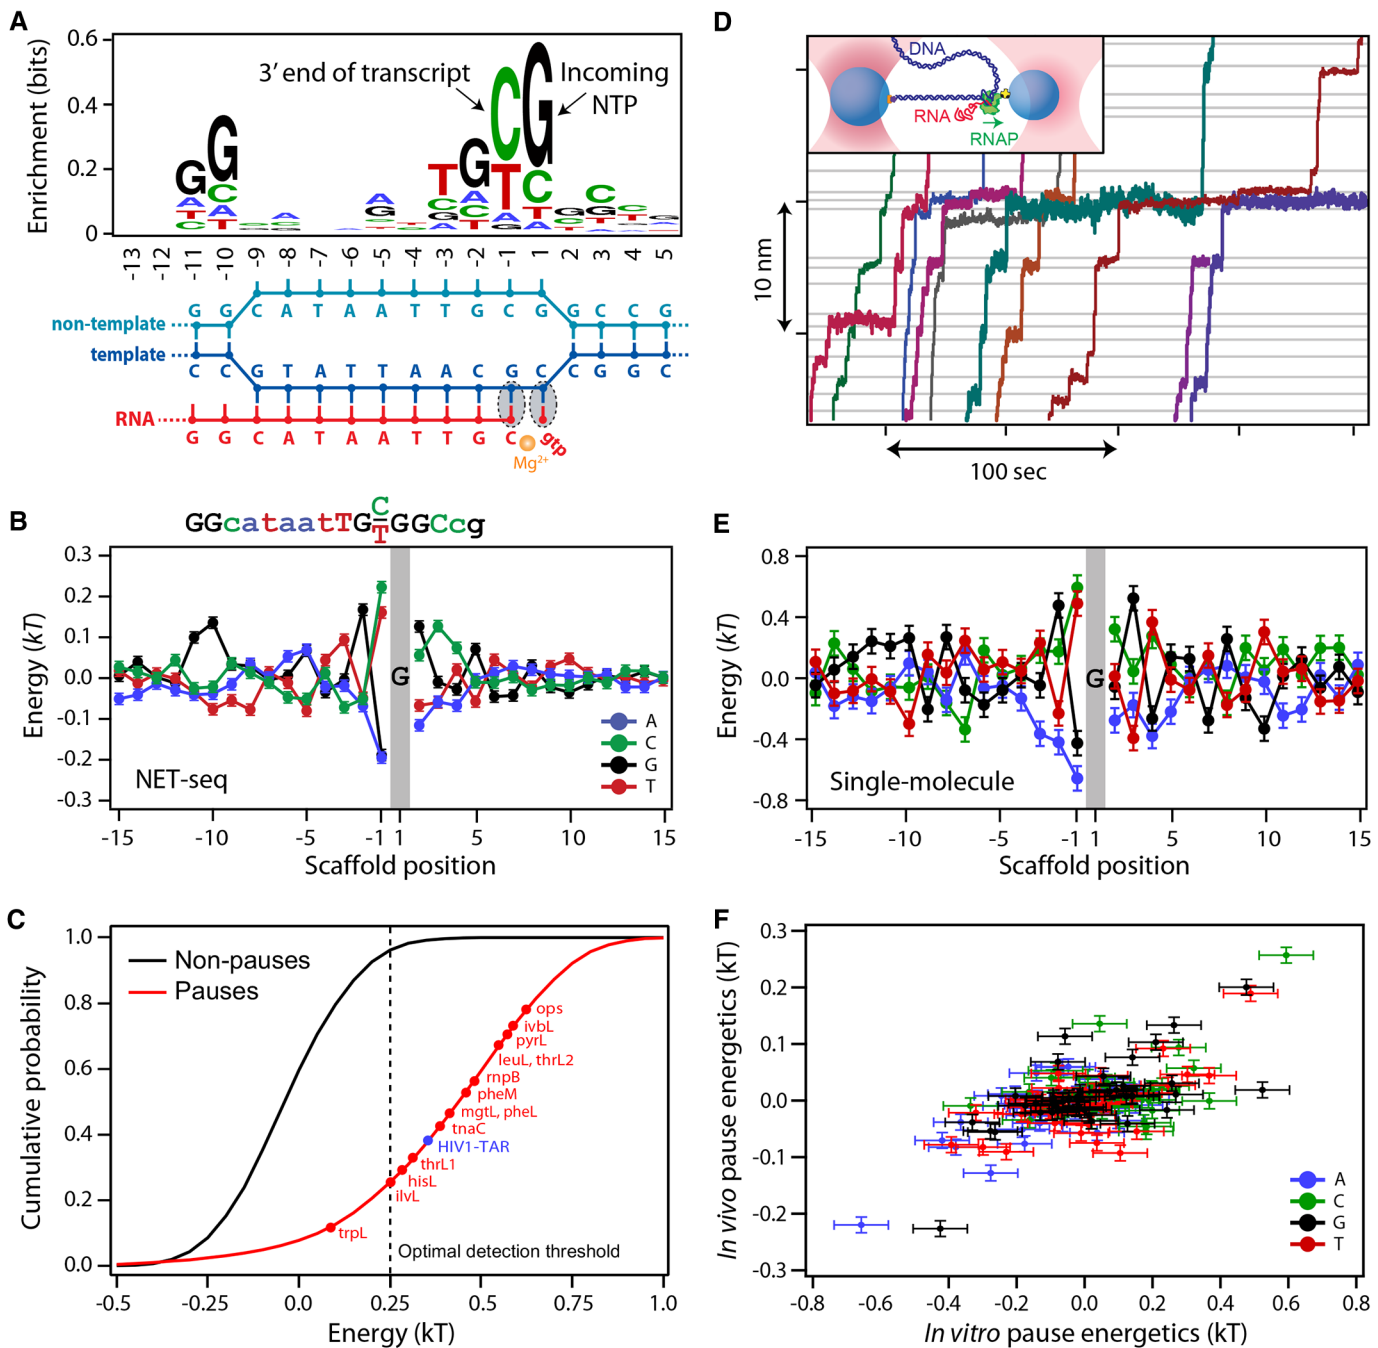 A
Enrichment (bits)
0.6
0.4
0.2
0
3′ end of transcript
Incoming
NTP
-13 -12 -11 -10 -9 -8 -7 -6 -5 -4 -3 -2 -1 1 2 3 4 5
G G C A T A A T T G C G G C C G
non-template
template
C C G T A T T A A C G C C G G C
RNA
G G C A T A A T T G C gtp
Mg2+
B
GGcataatTG C T GGCcg
Energy (kT)
0.3
0.2
0.1
0.0
-0.1
-0.2
-0.3
G
A
C
G
T
NET-seq
-15 -10 -5 -1 1 5 10 15
Scaffold position
C
Cumulative probability
1.0
0.8
0.6
0.4
0.2
0.0
Non-pauses
Pauses
ops
ivbL
pyrL
leuL, thrL2
rnpB
pheM
mgtL, pheL
tnaC
HIV1-TAR
thrL1
hisL
ilvL
trpL
Optimal detection threshold
-0.5 -0.25 0.0 0.25 0.5 0.75 1.0
Energy (kT)
D
DNA
RNA
RNAP
10 nm
100 sec
E
Energy (kT)
0.8
0.4
0.0
-0.4
-0.8
G
Single-molecule
-15 -10 -5 -1 1 5 10 15
Scaffold position
F
In vivo pause energetics (kT)
0.3
0.2
0.1
0.0
-0.1
-0.2
-0.3
A
C
G
T
-0.8 -0.6 -0.4 -0.2 0.0 0.2 0.4 0.6 0.8
In vitro pause energetics (kT)